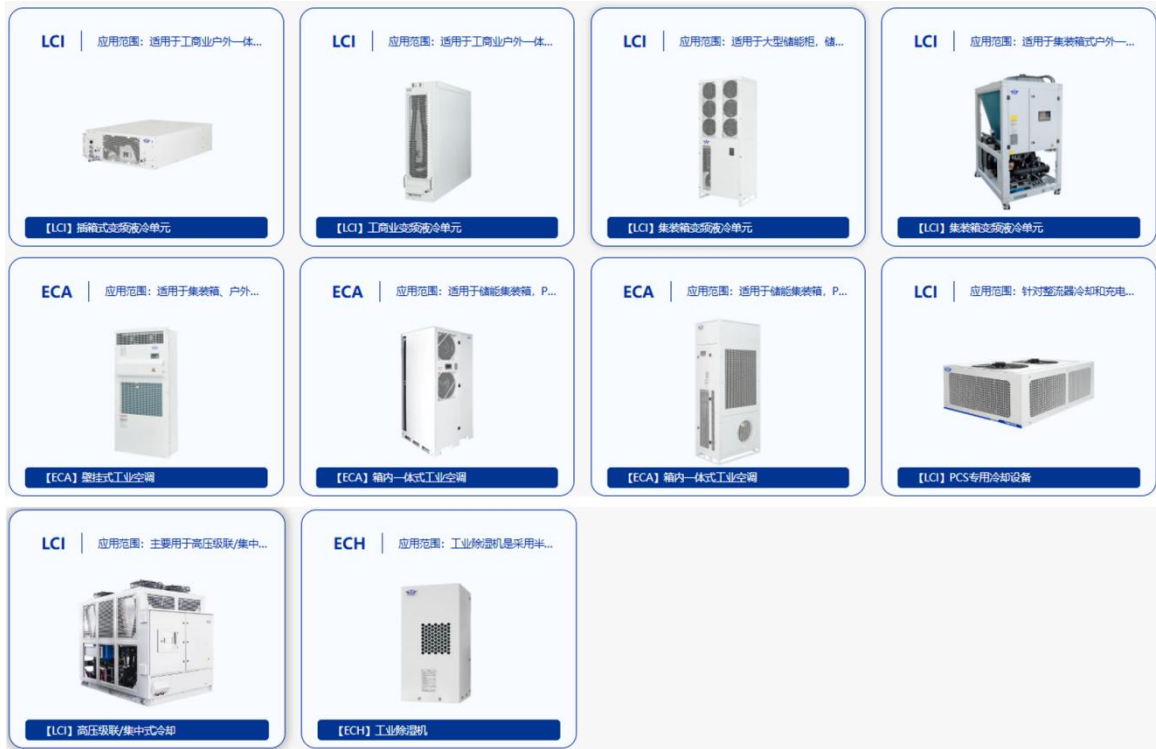 LCI 应用范围：适用于工商业户外一体...
LCI 应用范围：适用于工商业户外一体...
LCI 应用范围：适用于大型储能柜，储...
LCI 应用范围：适用于集装箱式户外一...
【LCI】插箱式变频液冷单元
【LCI】工商业变频液冷单元
【LCI】集装箱变频液冷单元
【LCI】集装箱变频液冷单元
ECA 应用范围：适用于集装箱、户外...
ECA 应用范围：适用于储能集装箱，P...
ECA 应用范围：适用于储能集装箱，P...
LCI 应用范围：针对整流器冷却和充电...
【ECA】壁挂式工业空调
【ECA】箱内一体式工业空调
【ECA】箱内一体式工业空调
【LCI】PCS专用冷却设备
LCI 应用范围：主要用于高压级联/集中...
ECH 应用范围：工业除湿机是采用半...
【LCI】高压级联/集中式冷却
【ECH】工业除湿机